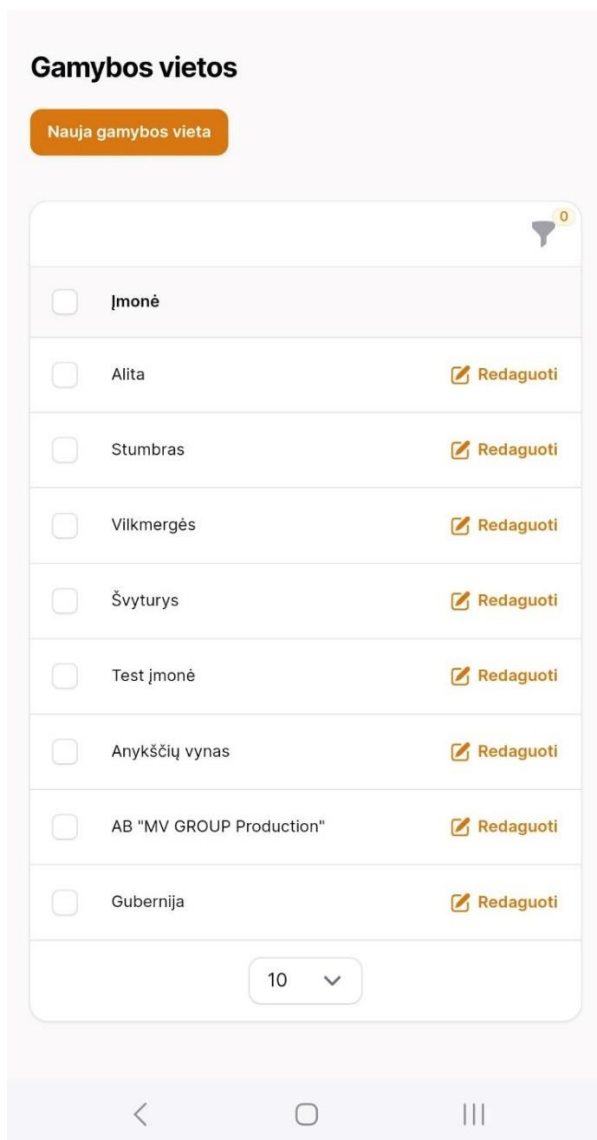 Gamybos vietos
Nauja gamybos vieta
0
Įmonė
Alita Redaguoti
Stumbras Redaguoti
Vilkmergės Redaguoti
Švyturys Redaguoti
Test įmonė Redaguoti
Anykščių vynas Redaguoti
AB "MV GROUP Production" Redaguoti
Gubernija Redaguoti
10